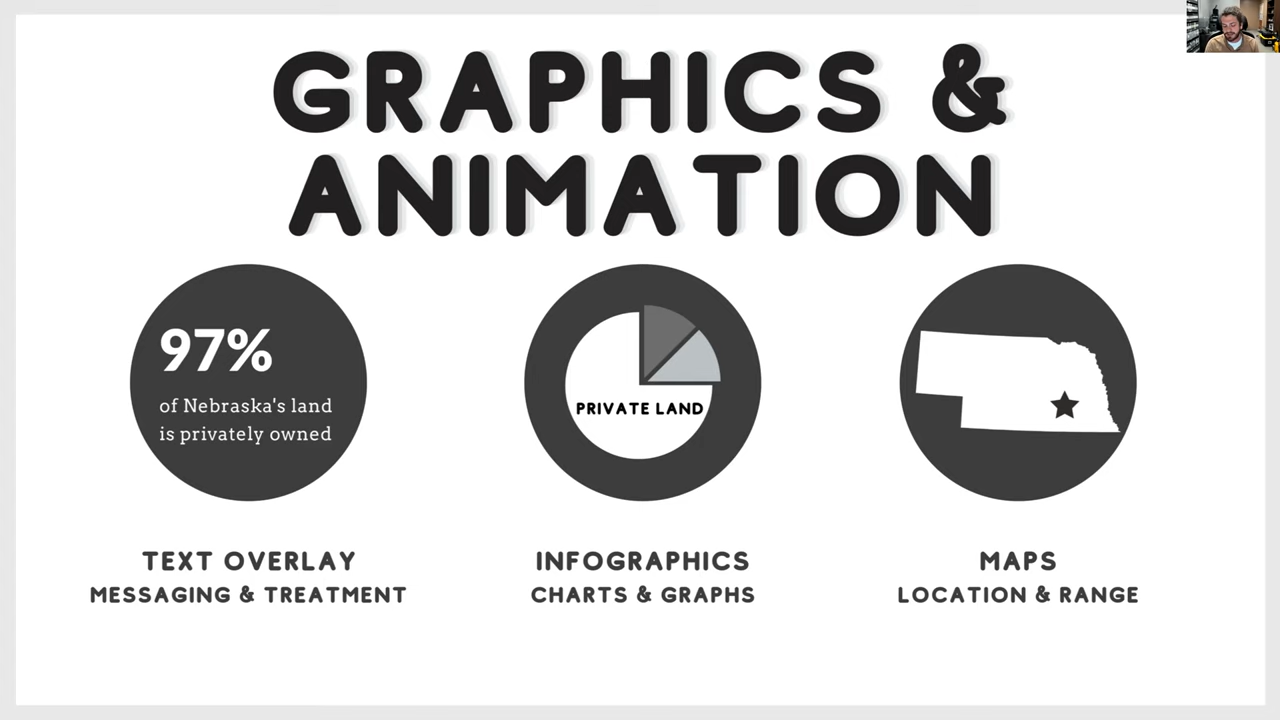 GRAPHICS &
ANIMATION
97%
of Nebraska's land
is privately owned
PRIVATE LAND
TEXT OVERLAY
MESSAGING & TREATMENT
INFOGRAPHICS
CHARTS & GRAPHS
MAPS
LOCATION & RANGE